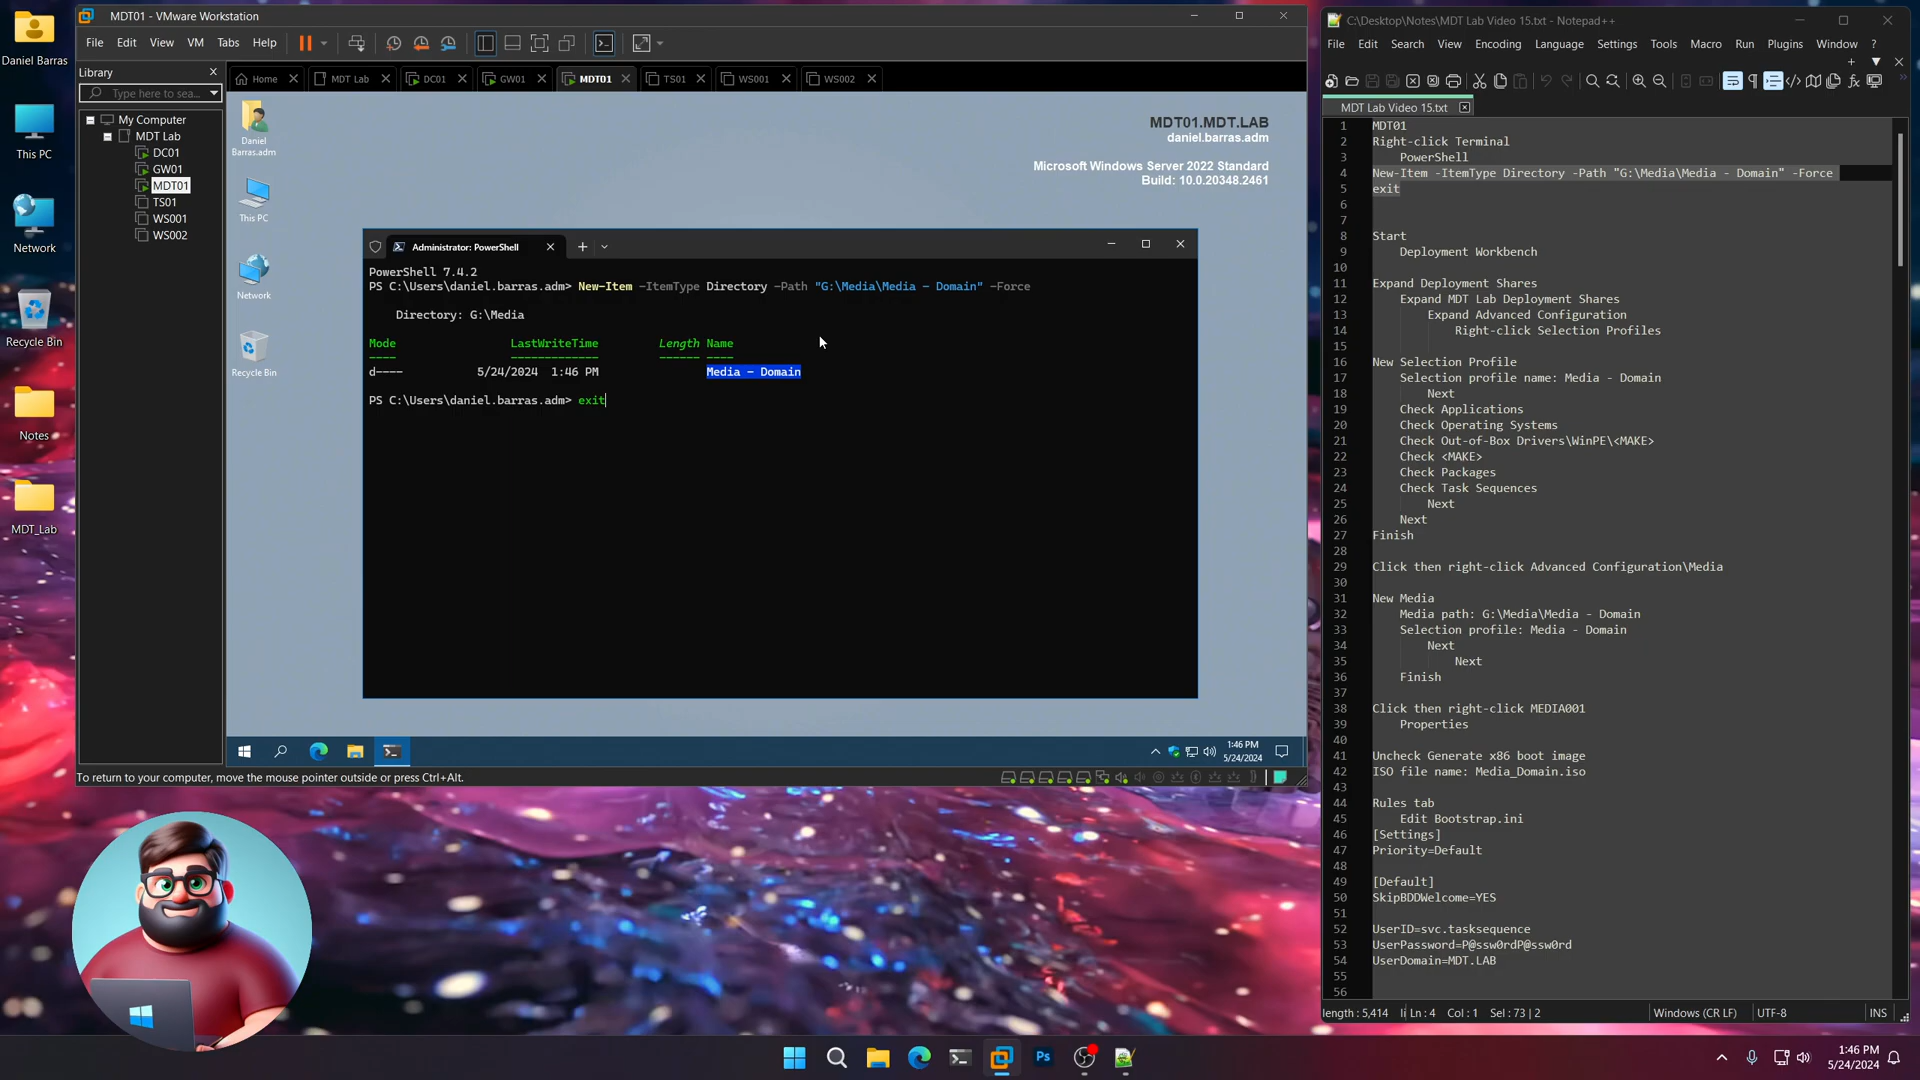 Daniel Barras
This PC
Network
Recycle Bin
Notes
MDT_Lab
MDT01 - VMware Workstation
File Edit View VM Tabs Help
Library
Type here to sea...
My Computer
MDT Lab
DC01
GW01
MDT01
TS01
WS001
WS002
Home MDT Lab DC01 GW01 MDT01 TS01 WS001 WS002
Daniel
Barras.adm
This PC
Network
Recycle Bin
MDT01.MDT.LAB
daniel.barras.adm
Microsoft Windows Server 2022 Standard
Build: 10.0.20348.2461
Administrator: PowerShell
PowerShell 7.4.2
PS C:\Users\daniel.barras.adm> New-Item -ItemType Directory -Path "G:\Media\Media - Domain" -Force
Directory: G:\Media
Mode LastWriteTime Length Name
---- ------------- ------ ----
d---- 5/24/2024 1:46 PM Media - Domain
PS C:\Users\daniel.barras.adm> exit
1:46 PM
5/24/2024
To return to your computer, move the mouse pointer outside or press Ctrl+Alt.
C:\Desktop\Notes\MDT Lab Video 15.txt - Notepad++
File Edit Search View Encoding Language Settings Tools Macro Run Plugins Window ?
MDT Lab Video 15.txt
1 MDT01
2 Right-click Terminal
3 PowerShell
4 New-Item -ItemType Directory -Path "G:\Media\Media - Domain" -Force
5 exit
6
7
8 Start
9 Deployment Workbench
10
11 Expand Deployment Shares
12 Expand MDT Lab Deployment Shares
13 Expand Advanced Configuration
14 Right-click Selection Profiles
15
16 New Selection Profile
17 Selection profile name: Media - Domain
18 Next
19 Check Applications
20 Check Operating Systems
21 Check Out-of-Box Drivers\WinPE\<MAKE>
22 Check <MAKE>
23 Check Packages
24 Check Task Sequences
25 Next
26 Next
27 Finish
28
29 Click then right-click Advanced Configuration\Media
30
31 New Media
32 Media path: G:\Media\Media - Domain
33 Selection profile: Media - Domain
34 Next
35 Next
36 Finish
37
38 Click then right-click MEDIA001
39 Properties
40
41 Uncheck Generate x86 boot image
42 ISO file name: Media_Domain.iso
43
44 Rules tab
45 Edit Bootstrap.ini
46 [Settings]
47 Priority=Default
48
49 [Default]
50 SkipBDDWelcome=YES
51
52 UserID=svc.tasksequence
53 UserPassword=P@ssw0rdP@ssw0rd
54 UserDomain=MDT.LAB
55
56
length : 5,414 li Ln : 4 Col : 1 Sel : 73 | 2 Windows (CR LF) UTF-8 INS
Ps
1:46 PM
5/24/2024